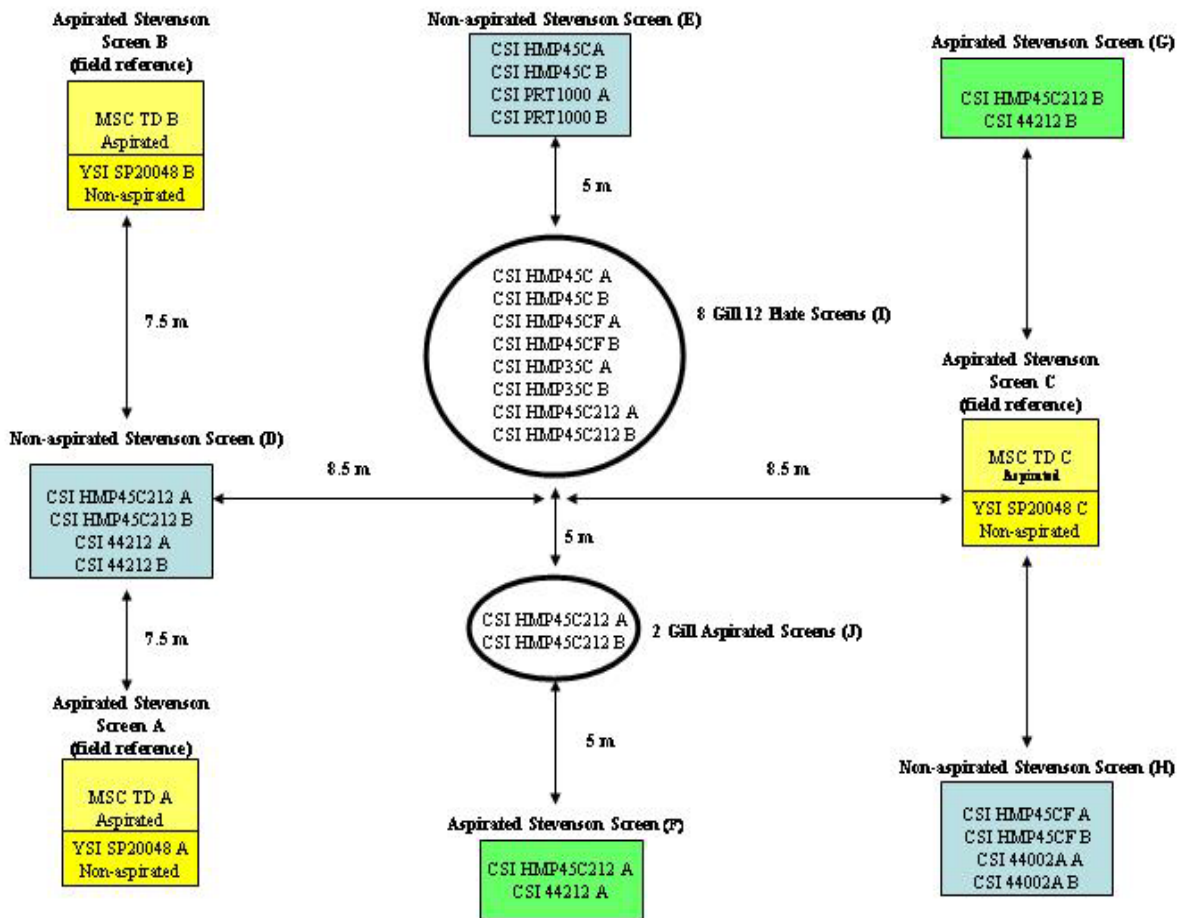 Aspirated Stevenson
Screen B
(field reference)
MSC TD B
Aspirated
YSI SP20048 B
Non-aspirated
7.5 m
Non-aspirated Stevenson Screen (D)
CSI HMP45C212 A
CSI HMP45C212 B
CSI 44212 A
CSI 44212 B
7.5 m
Aspirated Stevenson
Screen A
(field reference)
MSC TD A
Aspirated
YSI SP20048 A
Non-aspirated
Non-aspirated Stevenson Screen (E)
CSI HMP45C A
CSI HMP45C B
CSI PRT1000 A
CSI PRT1000 B
5 m
CSI HMP45C A
CSI HMP45C B
CSI HMP45CF A
CSI HMP45CF B
CSI HMP35C A
CSI HMP35C B
CSI HMP45C212 A
CSI HMP45C212 B
8 Gill 12 Plate Screens (I)
8.5 m
8.5 m
5 m
CSI HMP45C212 A
CSI HMP45C212 B
2 Gill Aspirated Screens (J)
5 m
Aspirated Stevenson Screen (F)
CSI HMP45C212 A
CSI 44212 A
Aspirated Stevenson Screen (G)
CSI HMP45C212 B
CSI 44212 B
Aspirated Stevenson
Screen C
(field reference)
MSC TD C
Aspirated
YSI SP20048 C
Non-aspirated
Non-aspirated Stevenson Screen (H)
CSI HMP45CF A
CSI HMP45CF B
CSI 44002A A
CSI 44002A B